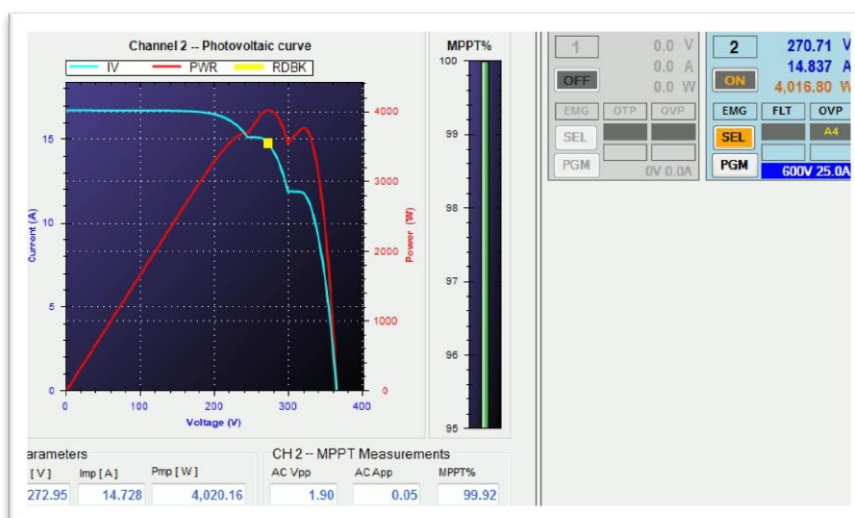 Channel 2 -- Photovoltaic curve
IV PWR RDBK
Current (A)
15
10
5
0
4000
3000
2000
1000
0
Power (W)
0 100 200 300 400
Voltage (V)
MPPT%
100
99
98
97
96
95
1 0.0 V
0.0 A
OFF 0.0 W
EMG OTP OVP
SEL
PGM 0V 0.0A
2 270.71 V
14.837 A
ON 4,016.80 W
EMG FLT OVP
SEL A4
PGM 600V 25.0A
arameters
[V] Imp [A] Pmp [W]
272.95 14.728 4,020.16
CH 2 -- MPPT Measurements
AC Vpp AC App MPPT%
1.90 0.05 99.92